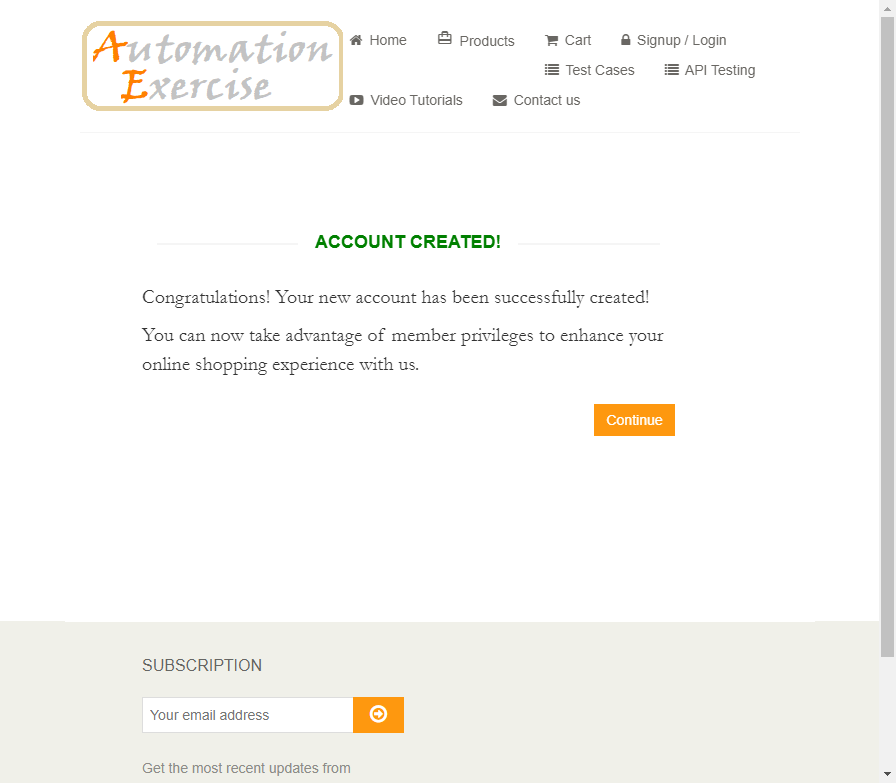 Automation
Exercise
Home
Products
Cart
Signup / Login
Test Cases
API Testing
Video Tutorials
Contact us
ACCOUNT CREATED!
Congratulations! Your new account has been successfully created!
You can now take advantage of member privileges to enhance your
online shopping experience with us.
Continue
SUBSCRIPTION
Your email address
Get the most recent updates from